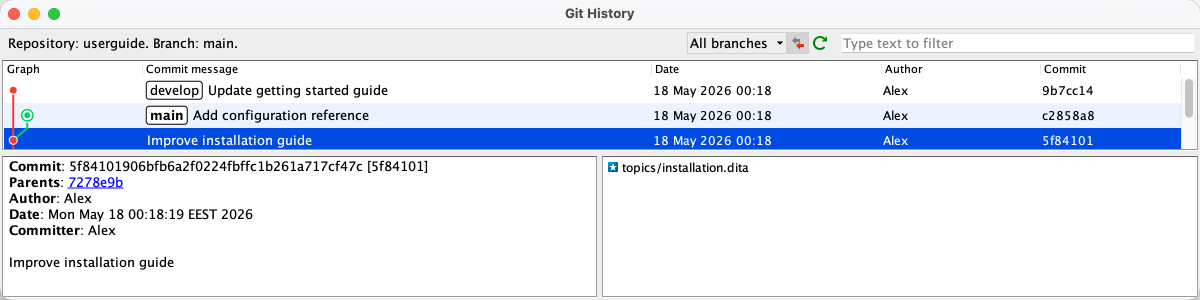 Git History
Repository: userguide. Branch: main.
All branches
Type text to filter
Graph Commit message Date Author Commit
develop Update getting started guide 18 May 2026 00:18 Alex 9b7cc14
main Add configuration reference 18 May 2026 00:18 Alex c2858a8
Improve installation guide 18 May 2026 00:18 Alex 5f84101
Commit: 5f84101906bfb6a2f0224fbffc1b261a717cf47c [5f84101]
Parents: 7278e9b
Author: Alex
Date: Mon May 18 00:18:19 EEST 2026
Committer: Alex
Improve installation guide
topics/installation.dita